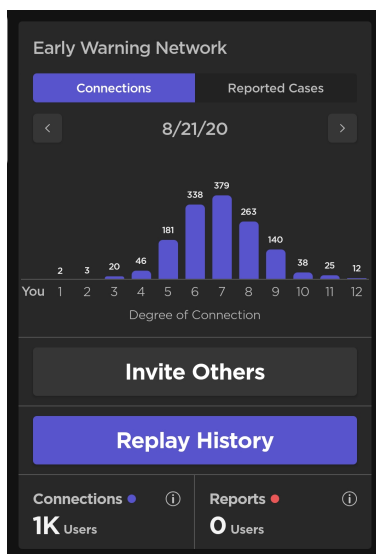 Early Warning Network
Connections Reported Cases
8/21/20
379
338
263
181
140
46
38
20
25
2 3 12
You 1 2 3 4 5 6 7 8 9 10 11 12
Degree of Connection
Invite Others
Replay History
Connections Reports
1K Users 0 Users